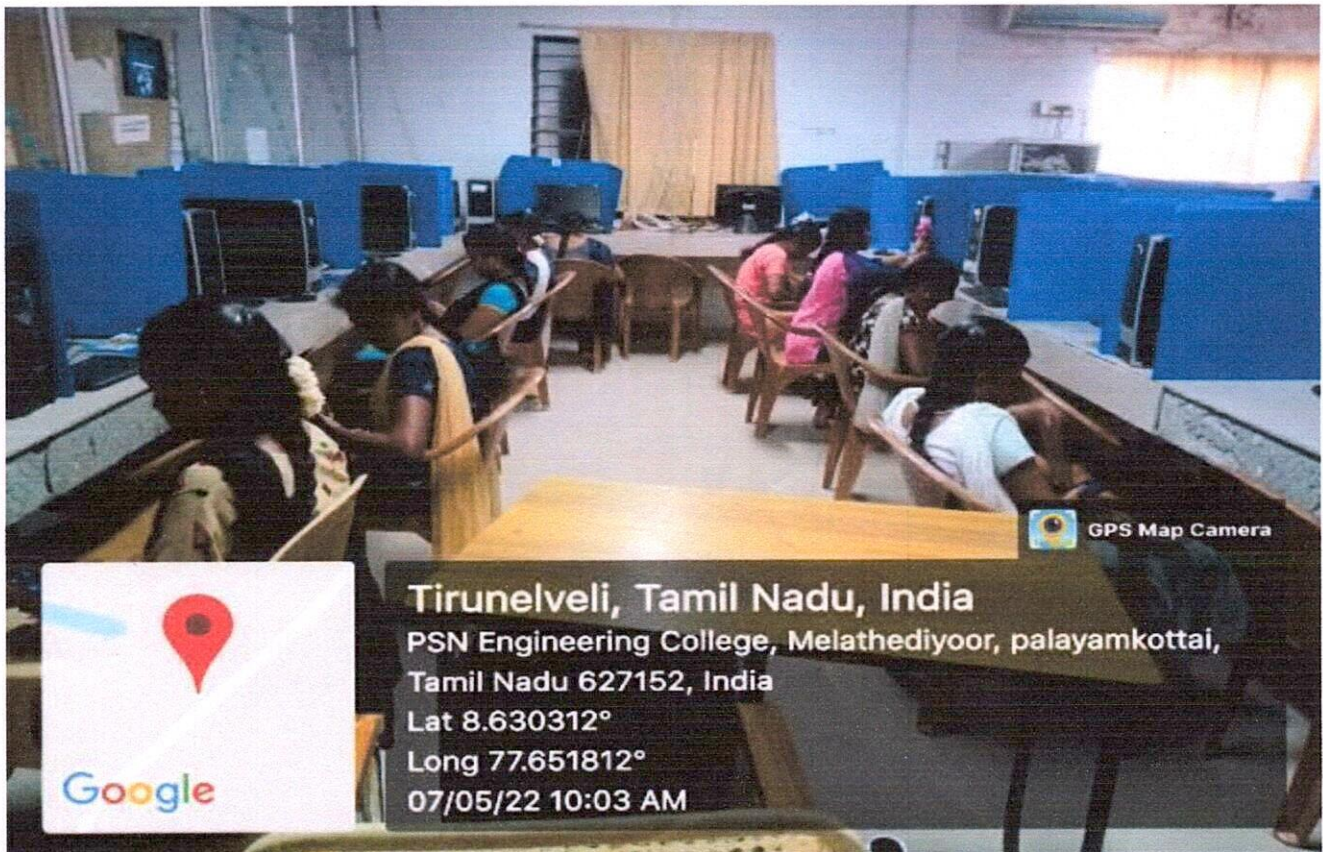 GPS Map Camera
Tirunelveli, Tamil Nadu, India
PSN Engineering College, Melathediyoor, palayamkottai,
Tamil Nadu 627152, India
Lat 8.630312°
Long 77.651812°
07/05/22 10:03 AM
Google